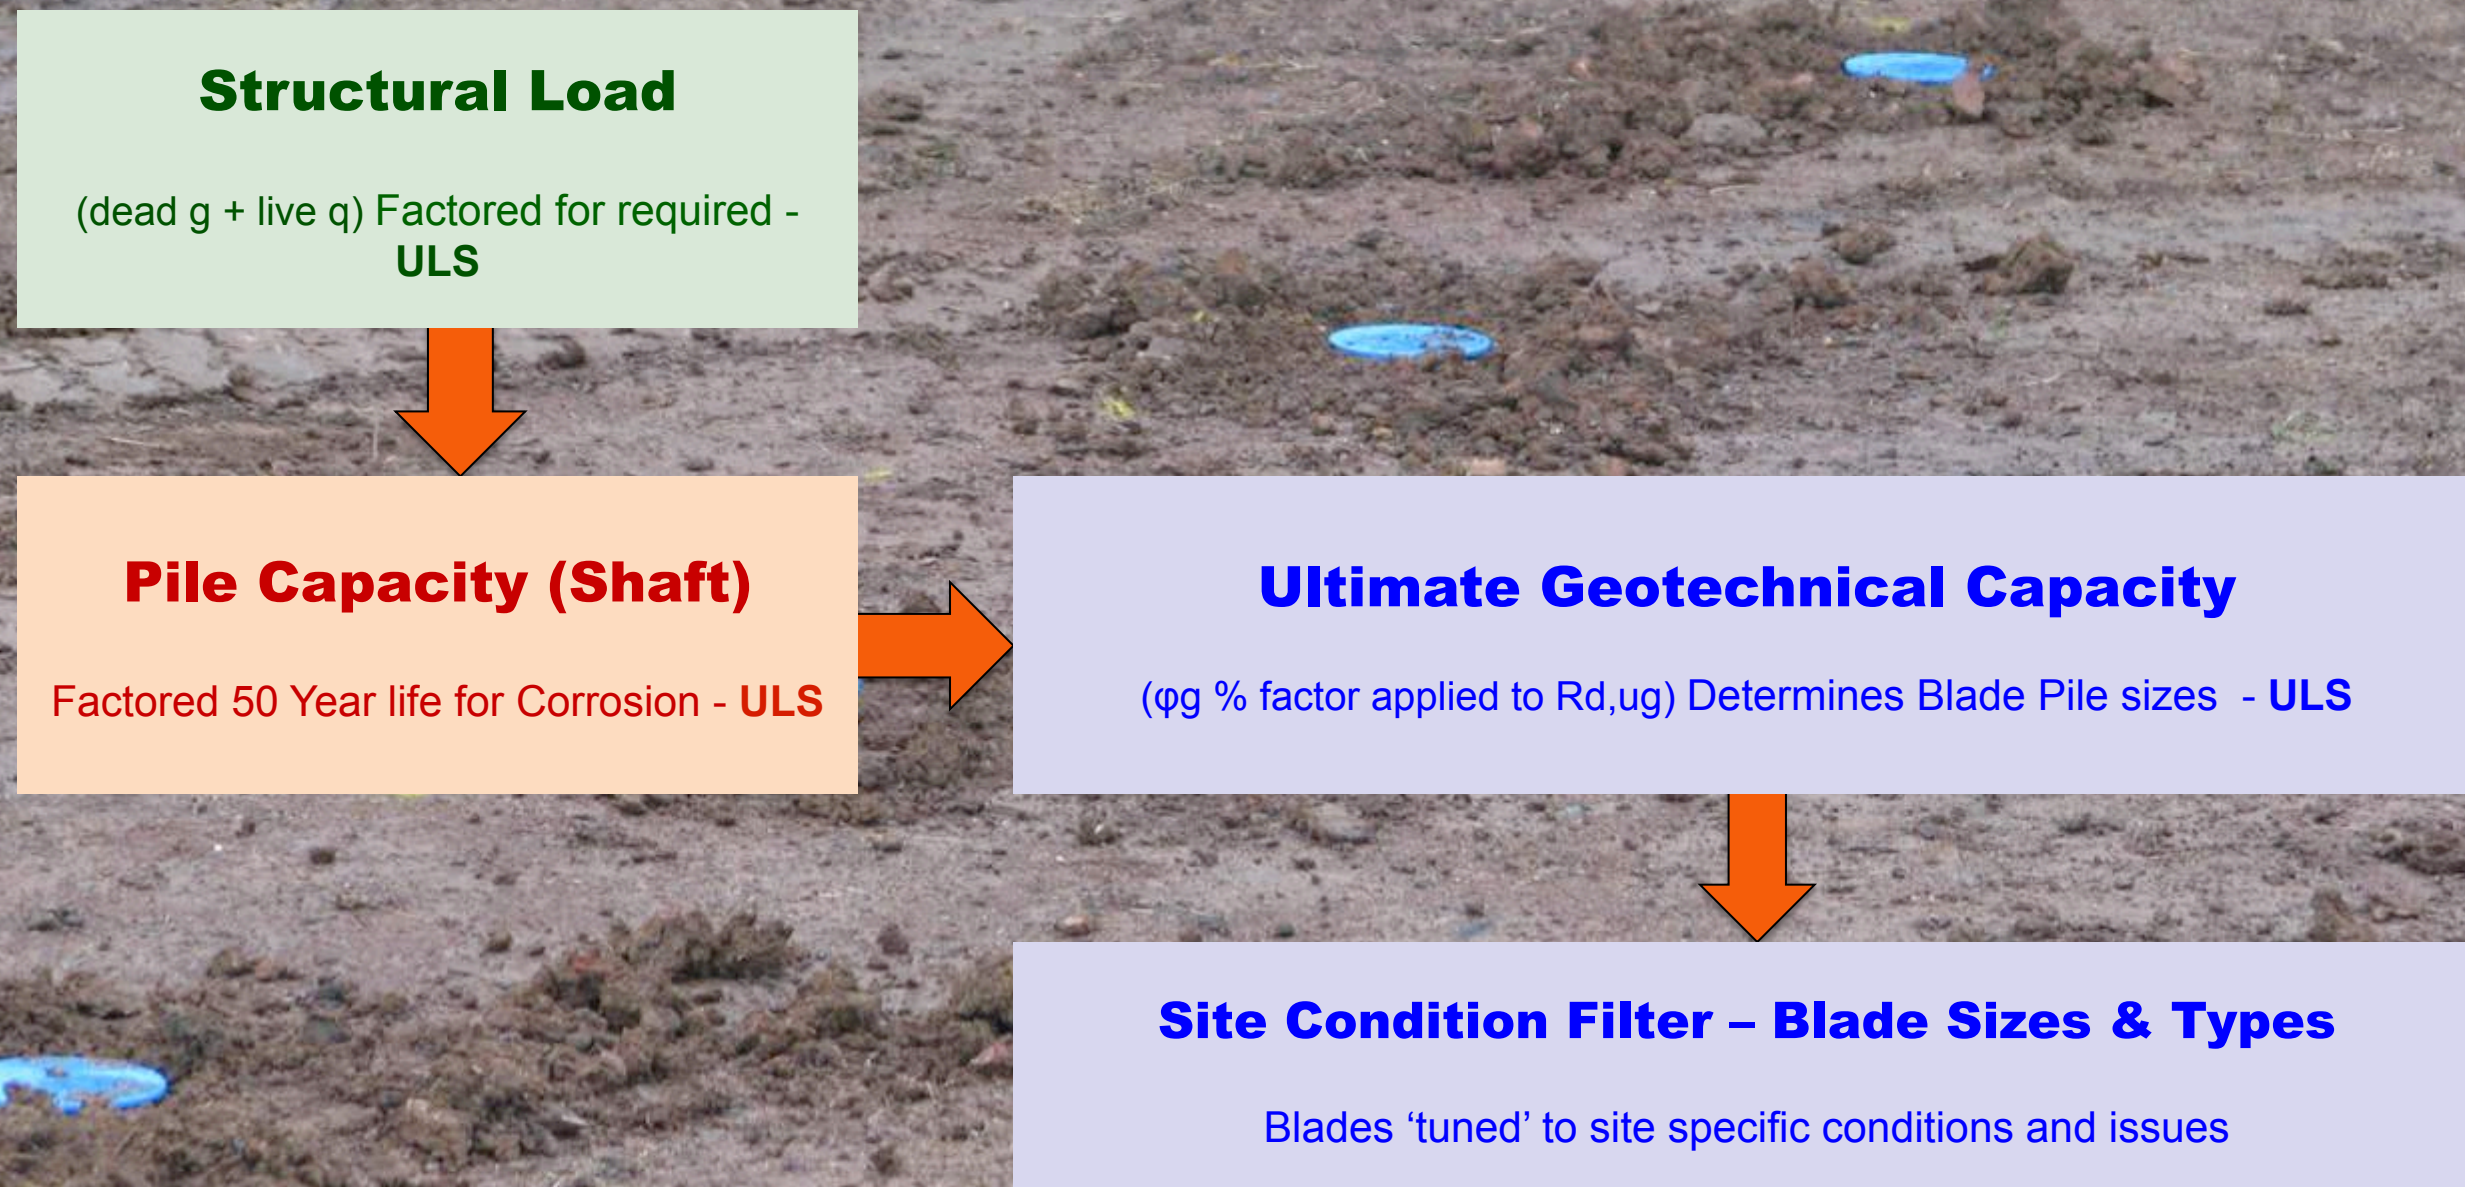 Structural Load
(dead g + live q) Factored for required -
ULS
Pile Capacity (Shaft)
Factored 50 Year life for Corrosion - ULS
Ultimate Geotechnical Capacity
(φg % factor applied to Rd,ug) Determines Blade Pile sizes  - ULS
Site Condition Filter – Blade Sizes & Types
Blades ‘tuned’ to site specific conditions and issues